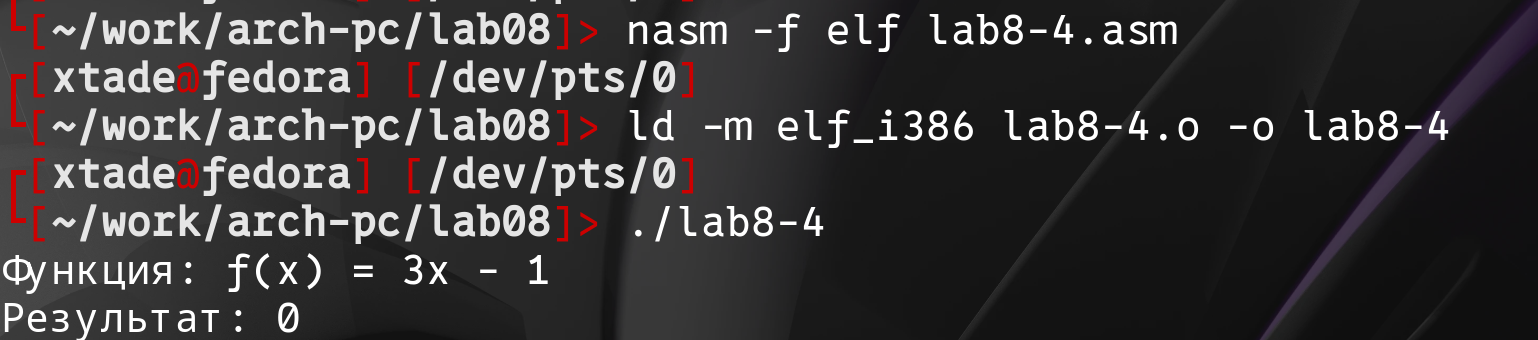 [~/work/arch-pc/lab08]> nasm -f elf lab8-4.asm
[xtade@fedora] [/dev/pts/0]
[~/work/arch-pc/lab08]> ld -m elf_i386 lab8-4.o -o lab8-4
[xtade@fedora] [/dev/pts/0]
[~/work/arch-pc/lab08]> ./lab8-4
Функция: f(x) = 3x - 1
Результат: 0